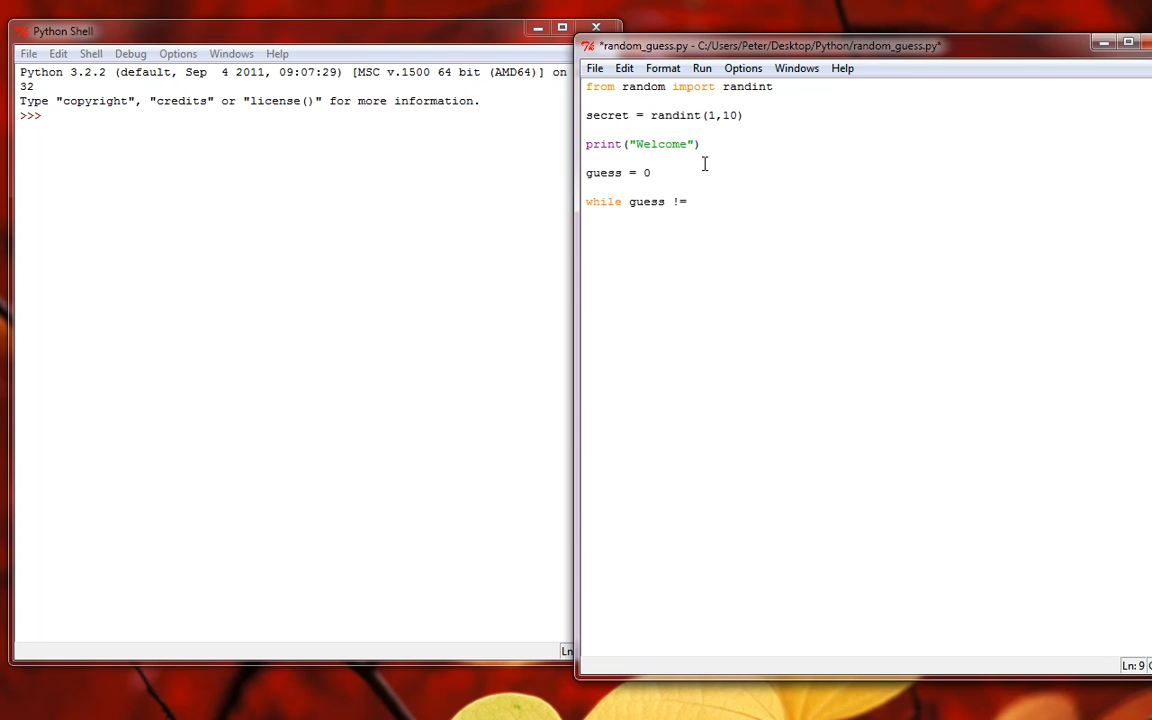 Python Shell
File Edit Shell Debug Options Windows Help
Python 3.2.2 (default, Sep  4 2011, 09:07:29) [MSC v.1500 64 bit (AMD64)] on
32
Type "copyright", "credits" or "license()" for more information.
>>>
Ln
*random_guess.py - C:/Users/Peter/Desktop/Python/random_guess.py*
File Edit Format Run Options Windows Help
from random import randint
secret = randint(1,10)
print("Welcome")
guess = 0
while guess !=
Ln: 9